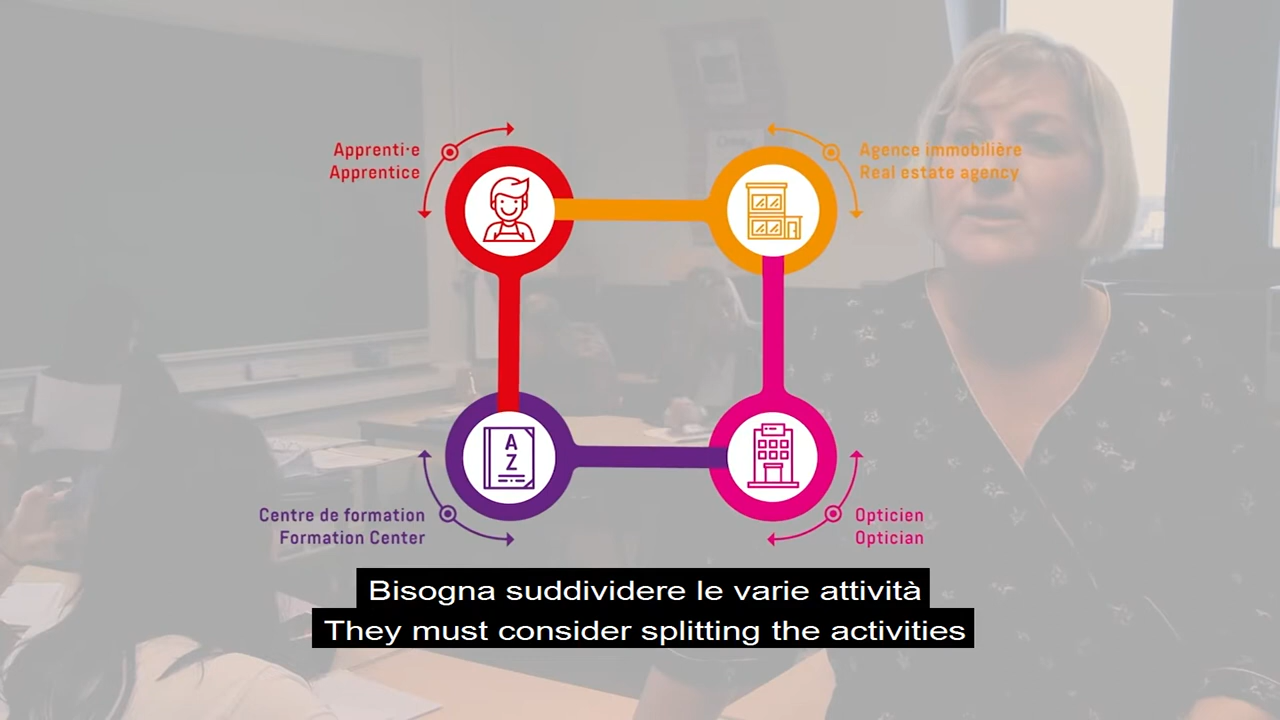 Apprenti·e
Apprentice
Agence immobilière
Real estate agency
A
Z
Centre de formation
Formation Center
Opticien
Optician
Bisogna suddividere le varie attività
They must consider splitting the activities